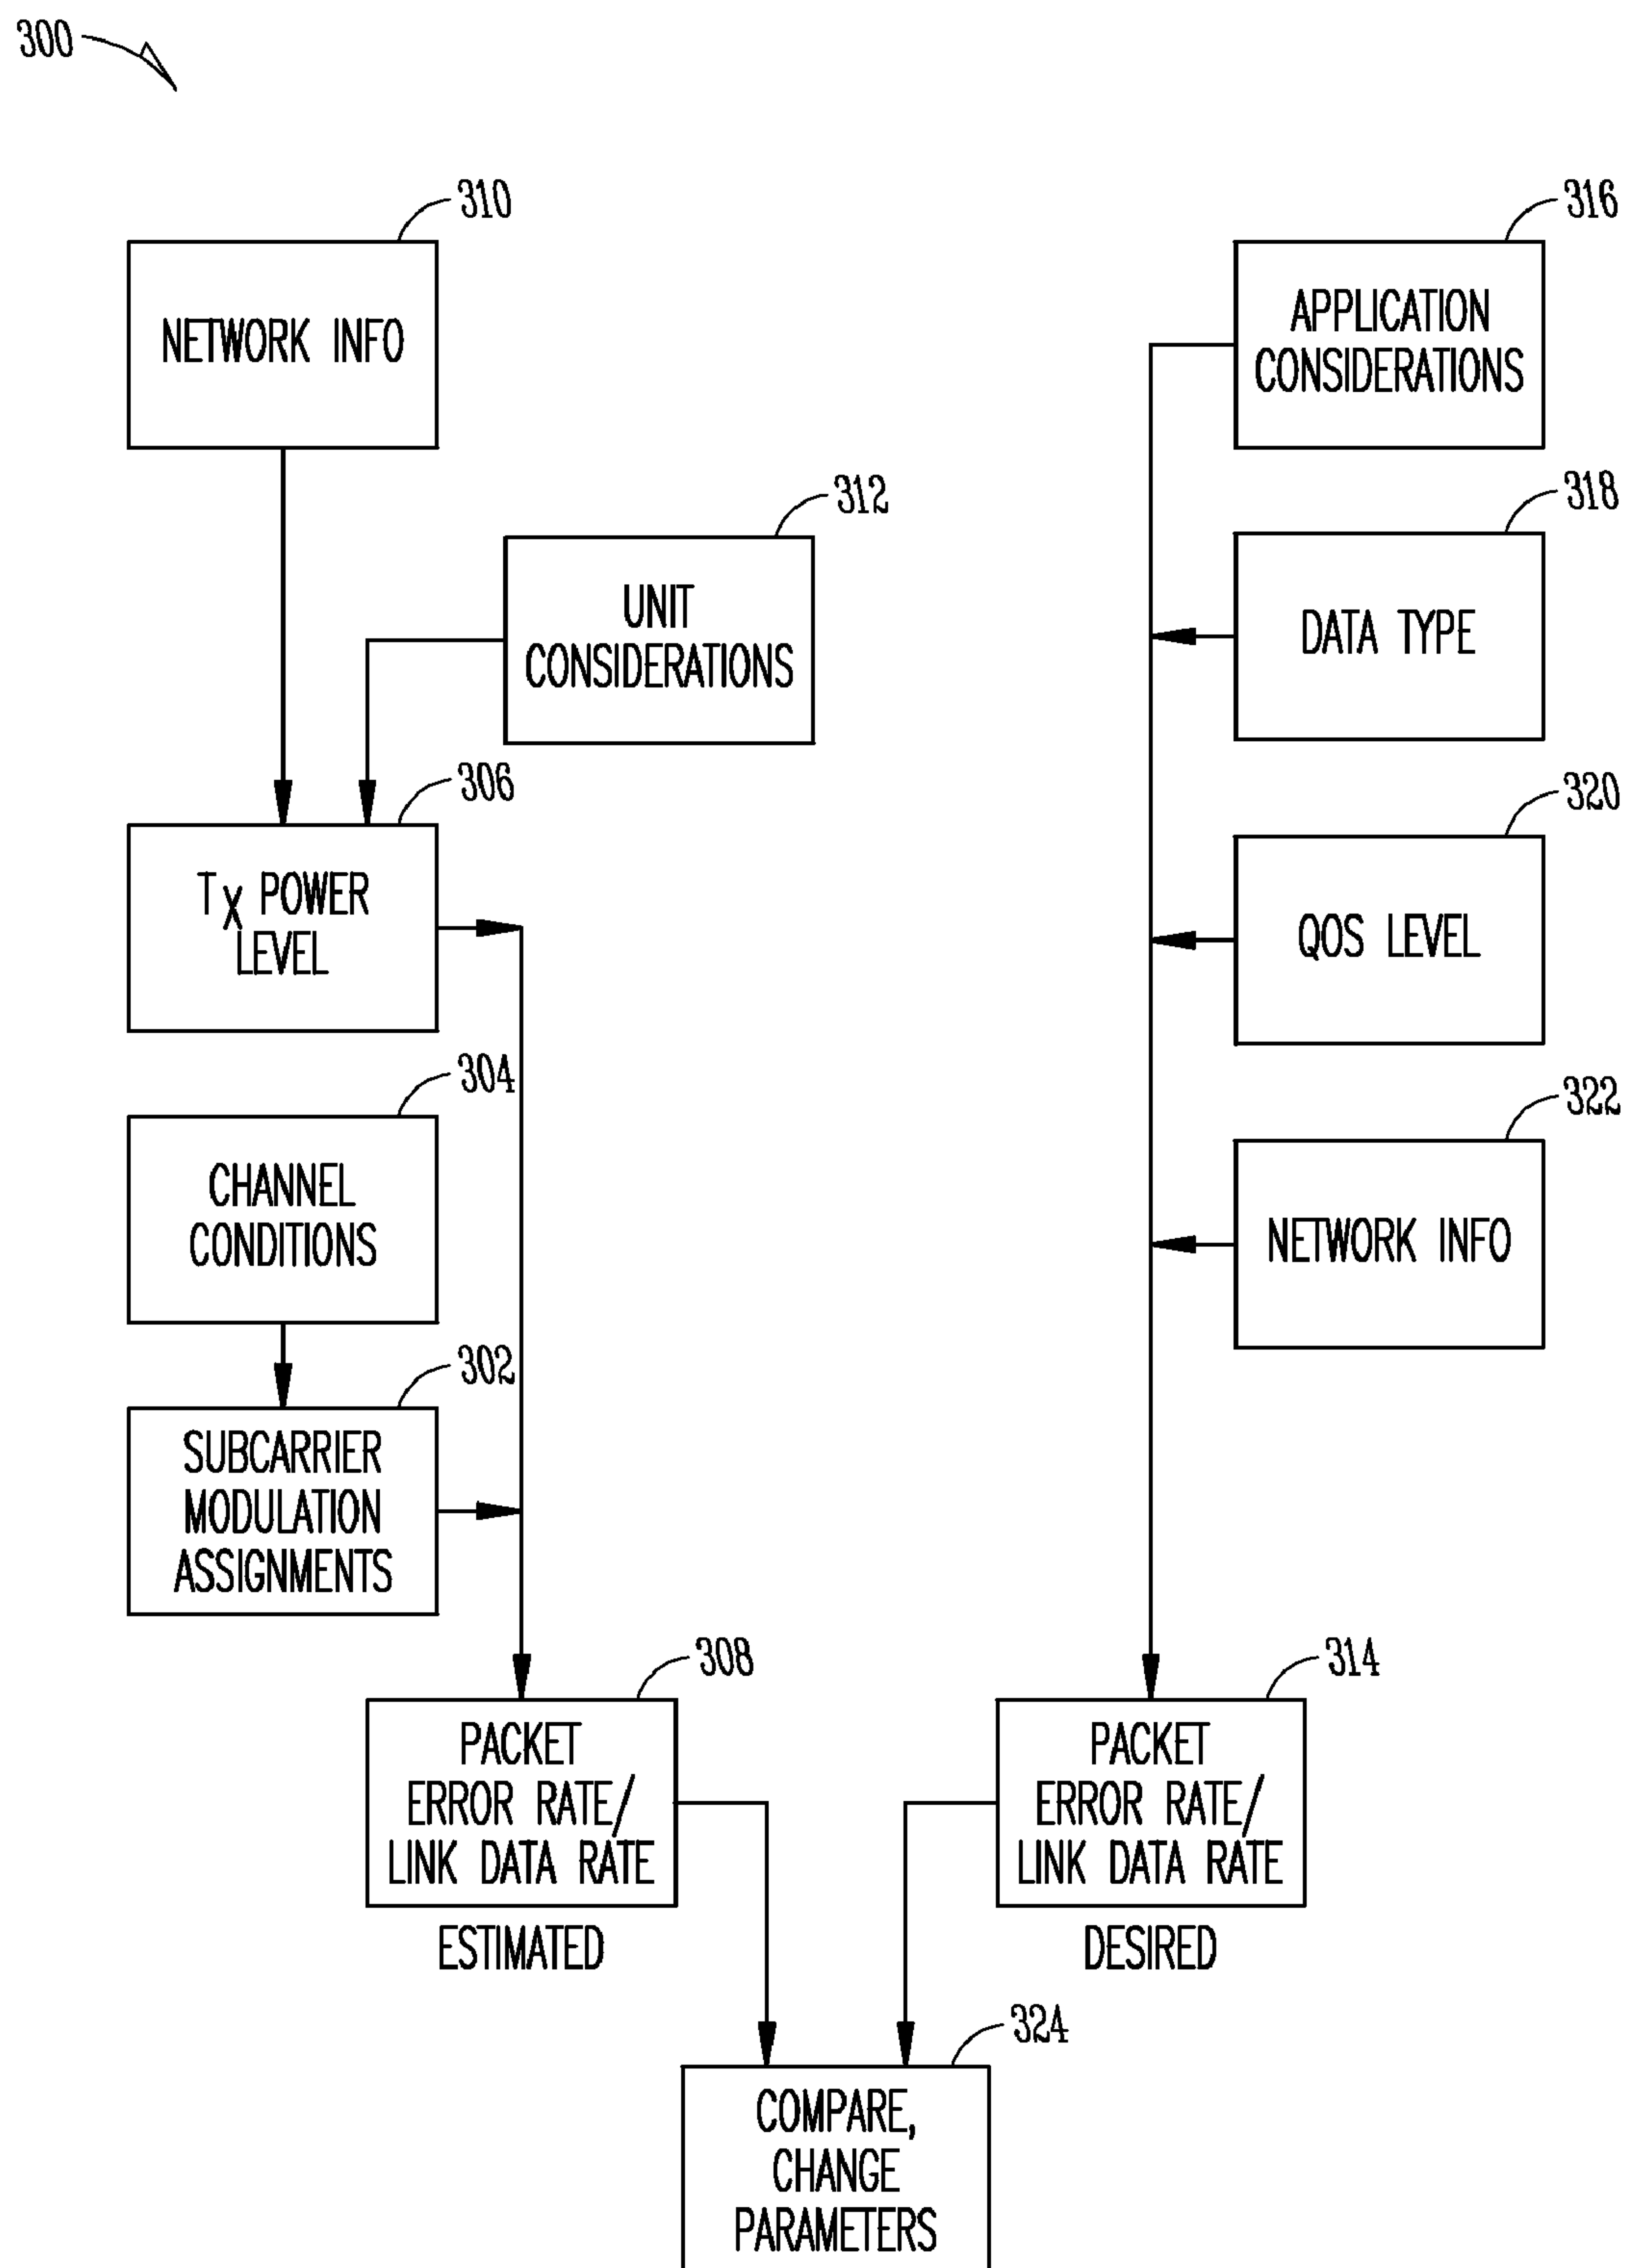 300
310
NETWORK INFO
316
APPLICATION
CONSIDERATIONS
312
UNIT
CONSIDERATIONS
318
DATA TYPE
306
TX POWER
LEVEL
320
QOS LEVEL
304
CHANNEL
CONDITIONS
322
NETWORK INFO
302
SUBCARRIER
MODULATION
ASSIGNMENTS
308
PACKET
ERROR RATE/
LINK DATA RATE
ESTIMATED
314
PACKET
ERROR RATE/
LINK DATA RATE
DESIRED
324
COMPARE,
CHANGE
PARAMETERS